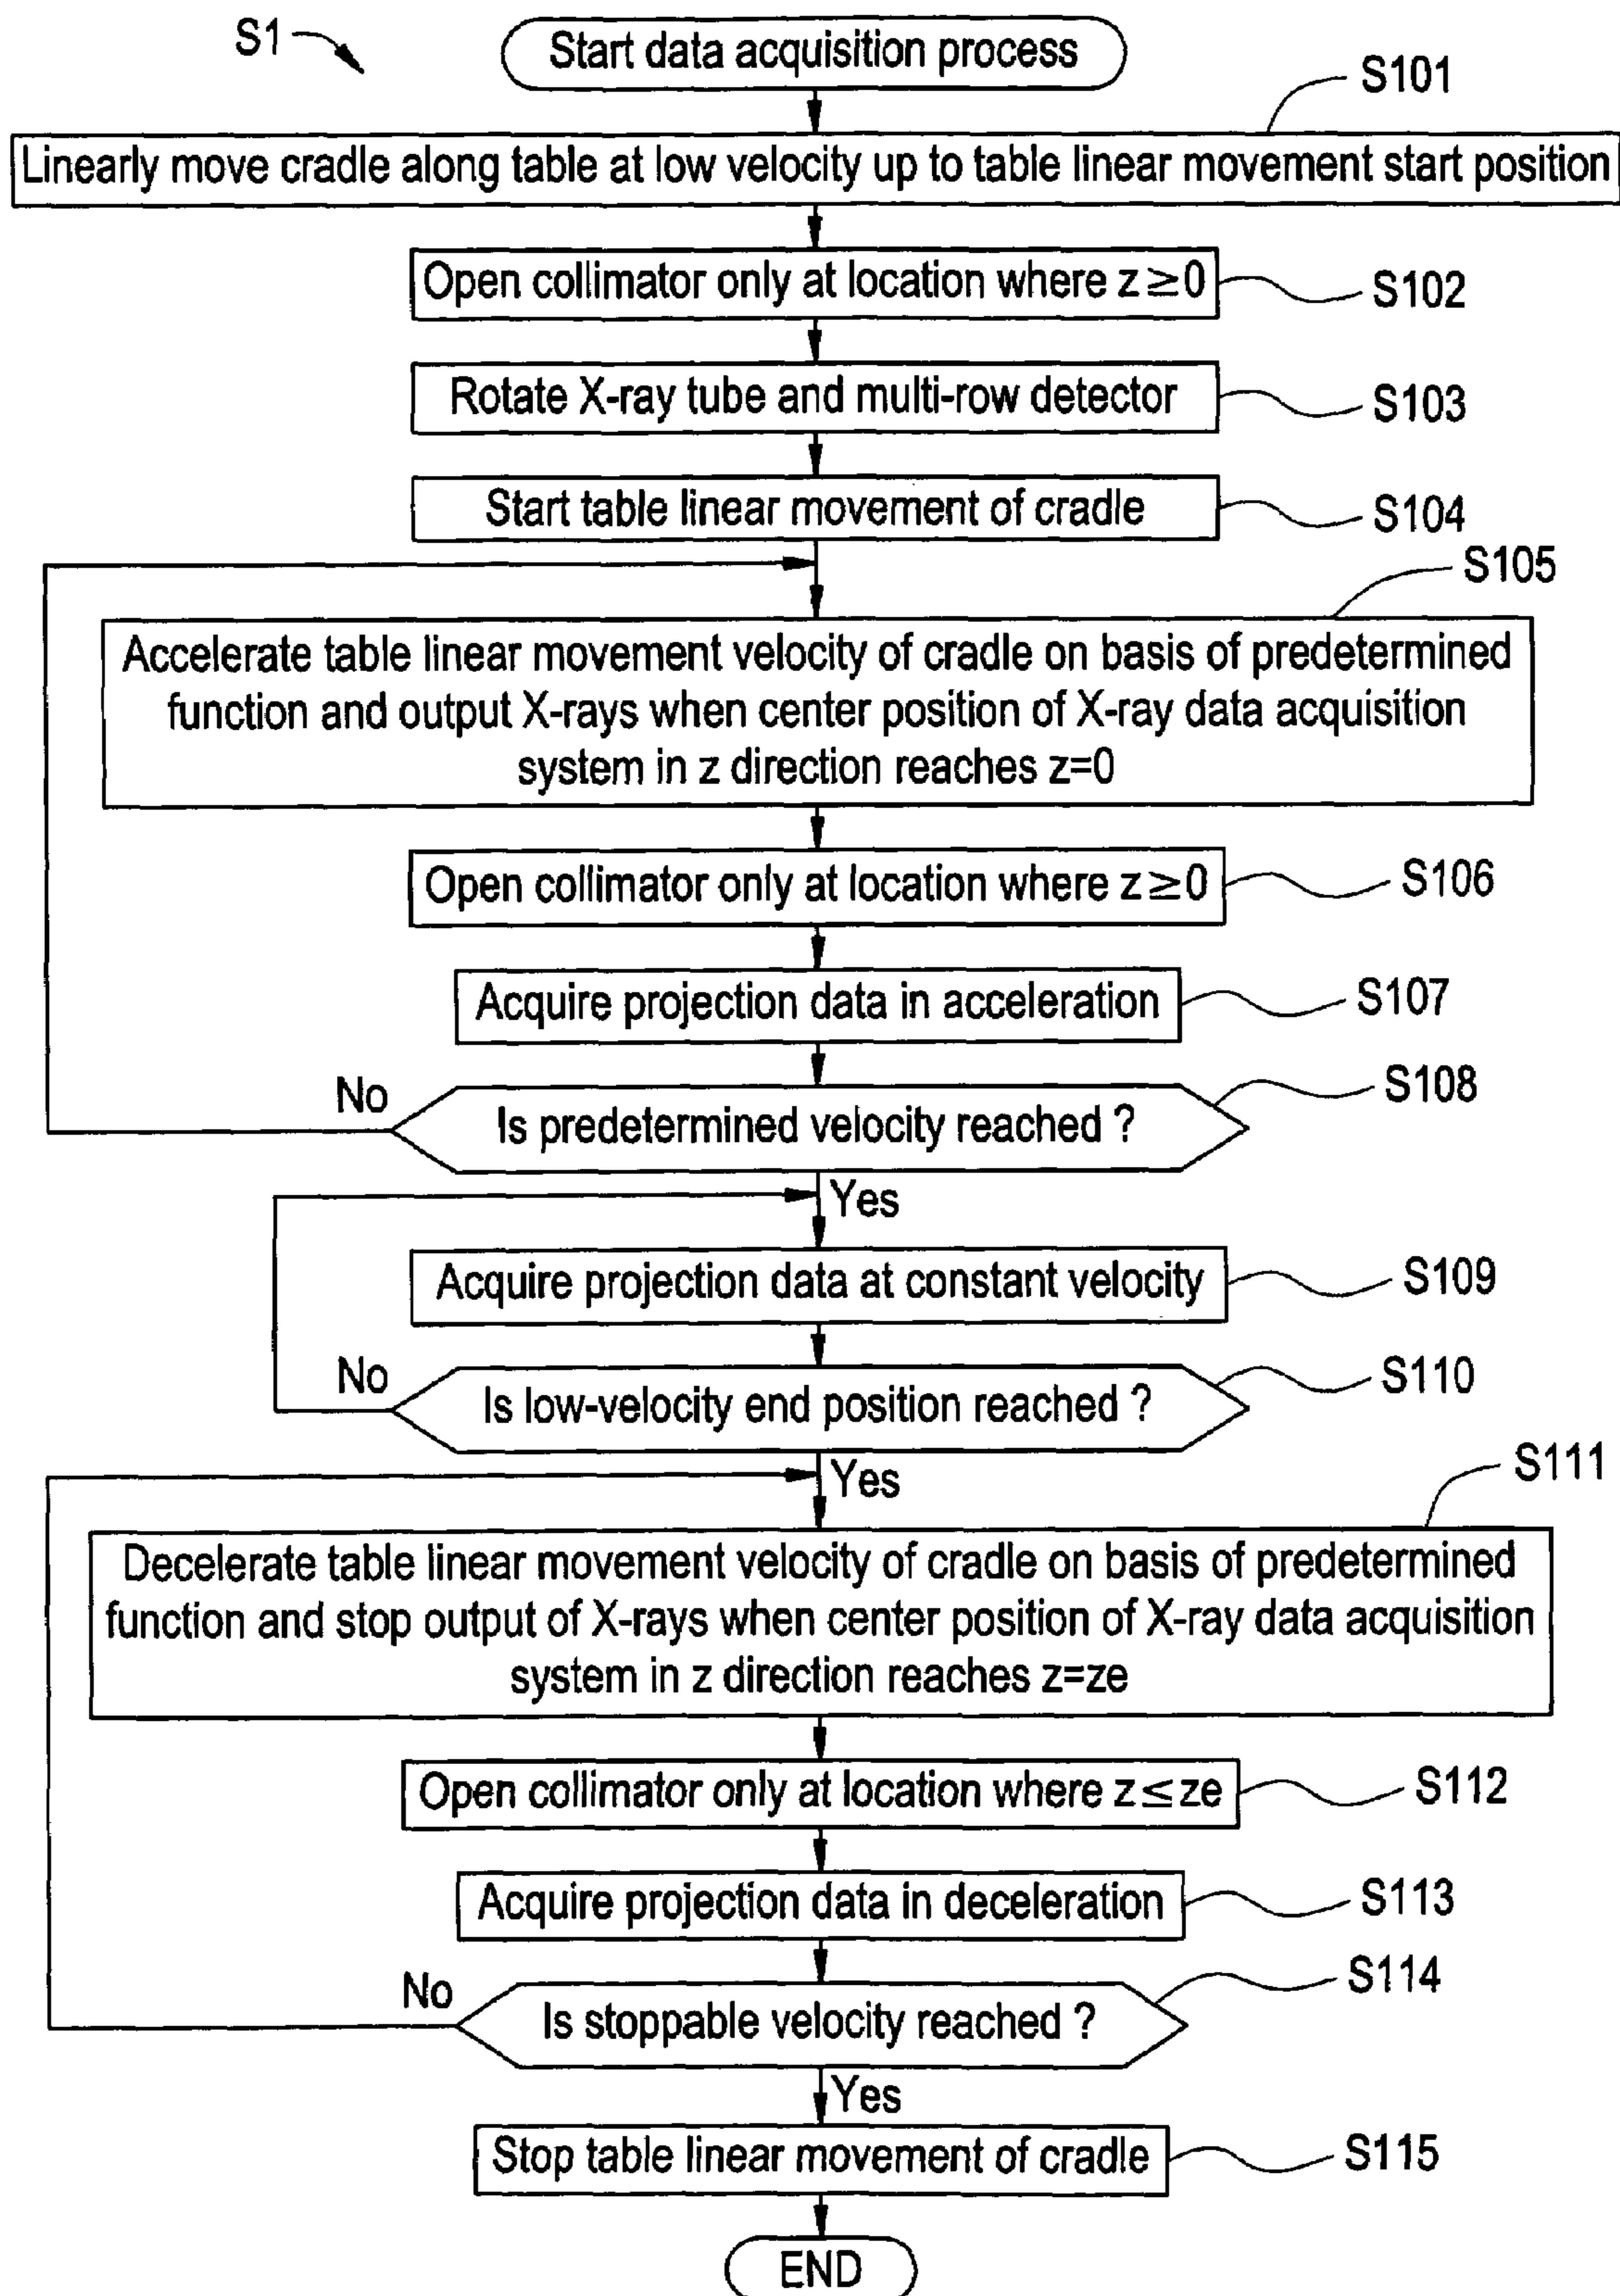 S1
Start data acquisition process
S101
Linearly move cradle along table at low velocity up to table linear movement start position
Open collimator only at location where z ≥ 0
S102
Rotate X-ray tube and multi-row detector
S103
Start table linear movement of cradle
S104
S105
Accelerate table linear movement velocity of cradle on basis of predetermined
function and output X-rays when center position of X-ray data acquisition
system in z direction reaches z=0
Open collimator only at location where z ≥ 0
S106
Acquire projection data in acceleration
S107
No
Is predetermined velocity reached ?
S108
Yes
Acquire projection data at constant velocity
S109
No
Is low-velocity end position reached ?
S110
Yes
S111
Decelerate table linear movement velocity of cradle on basis of predetermined
function and stop output of X-rays when center position of X-ray data acquisition
system in z direction reaches z=ze
Open collimator only at location where z ≤ ze
S112
Acquire projection data in deceleration
S113
No
Is stoppable velocity reached ?
S114
Yes
Stop table linear movement of cradle
S115
END